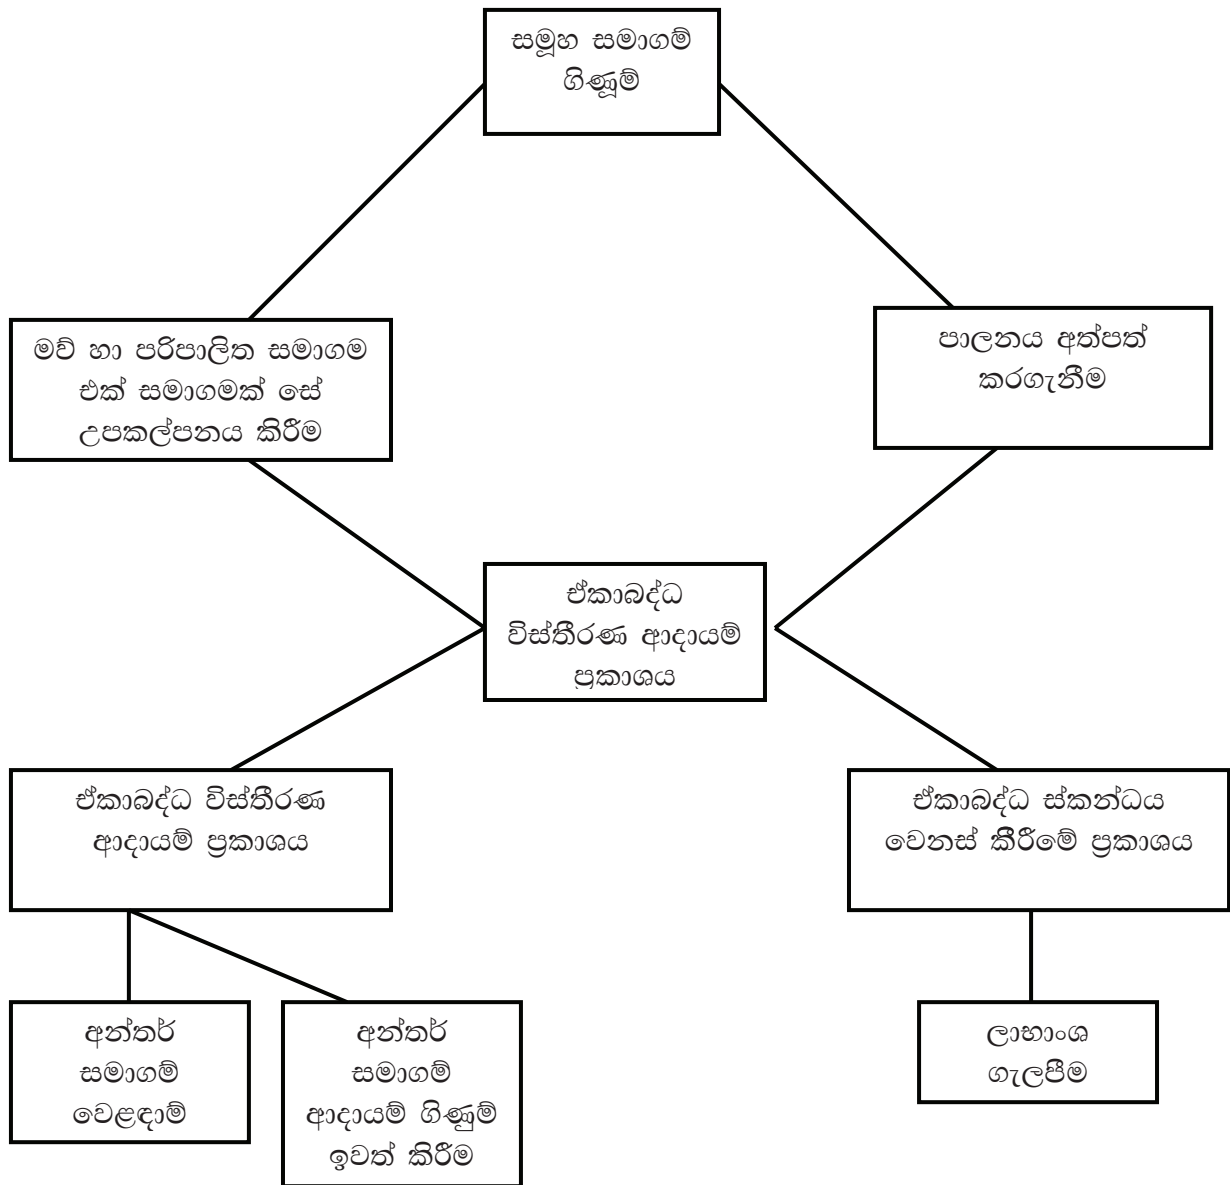 සමූහ සමාගම්
ගිණුම්
මව් හා පරිපාලිත සමාගම
එක් සමාගමක් සේ
උපකල්පනය කිරීම
පාලනය අත්පත්
කරගැනීම
ඒකාබද්ධ
විස්තීරණ ආදායම්
ප්‍රකාශය
ඒකාබද්ධ විස්තීරණ
ආදායම් ප්‍රකාශය
ඒකාබද්ධ ස්කන්ධය
වෙනස් කීරීමේ ප්‍රකාශය
අන්තර්
සමාගම්
වෙළඳාම්
අන්තර්
සමාගම්
ආදායම් ගිණුම්
ඉවත් කිරීම
ලාභාංශ
ගැලපීම